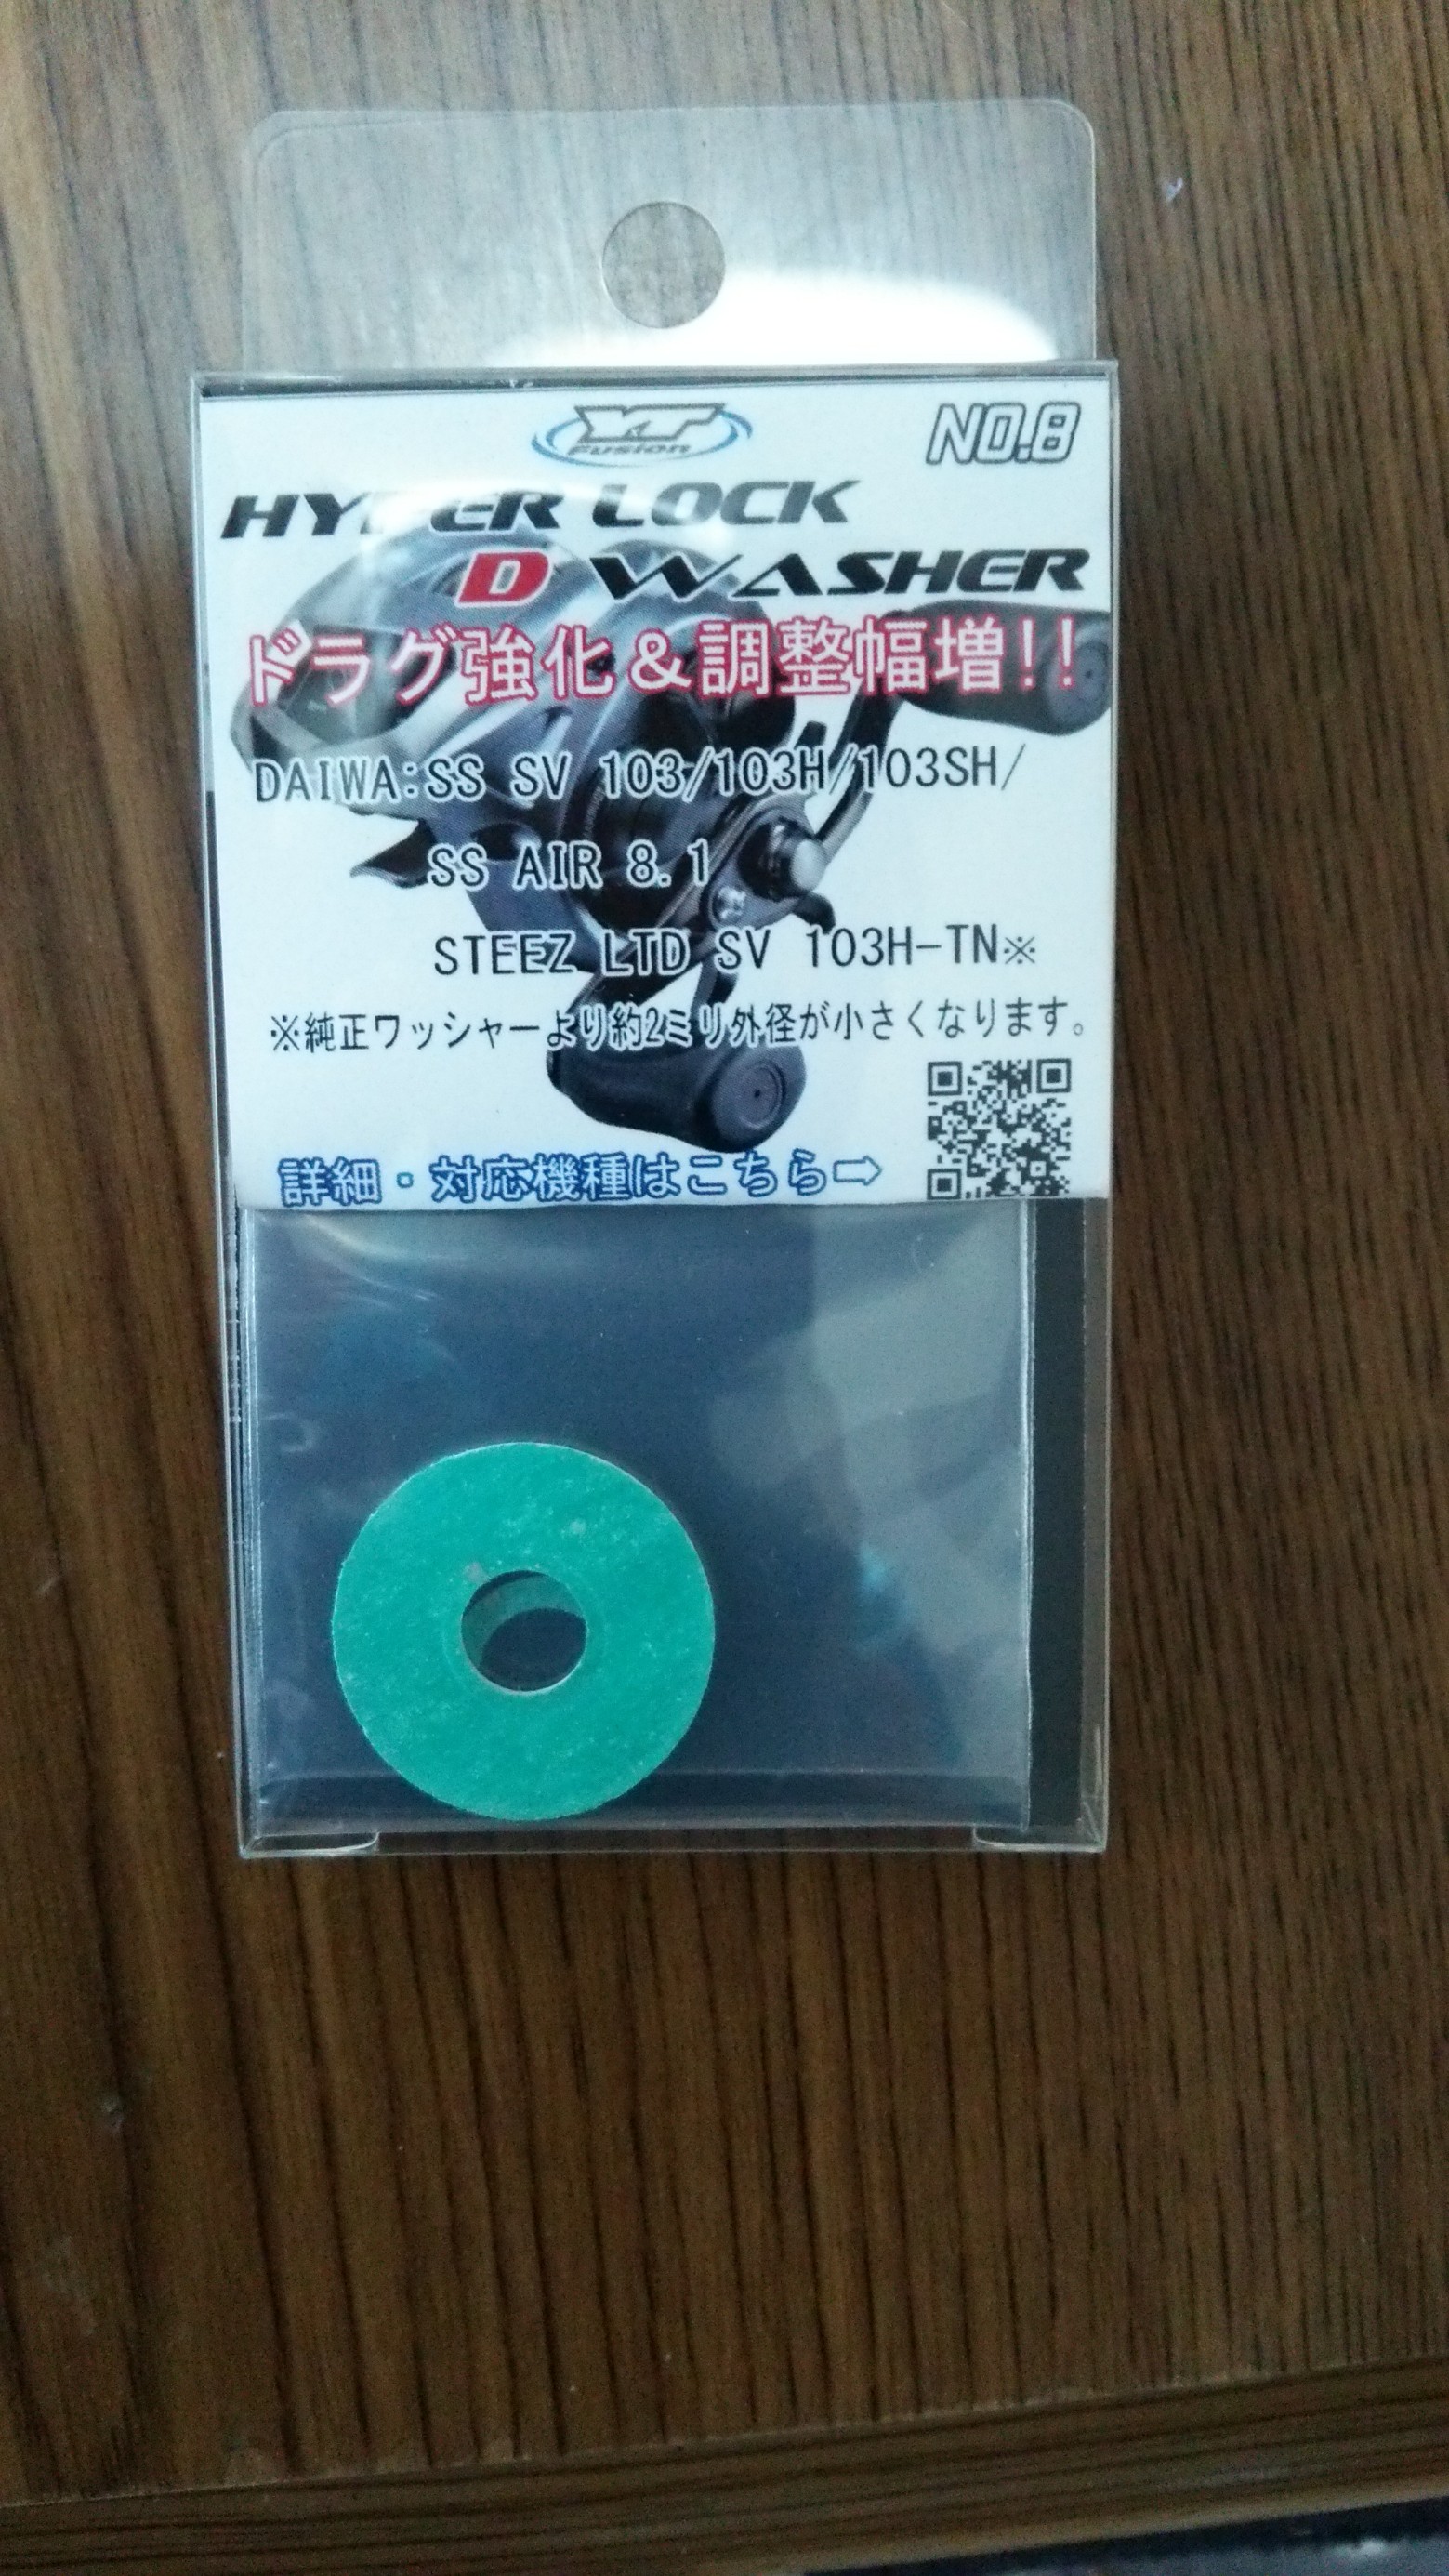 YTT
Fusion
NO.8
HYPER LOCK
D WASHER
ドラグ強化&調整幅増!!
DAIWA:SS SV 103/103H/103SH/
SS AIR 8.1
STEEZ LTD SV 103H-TN※
※純正ワッシャーより約2ミリ外径が小さくなります。
詳細・対応機種はこちら⇨